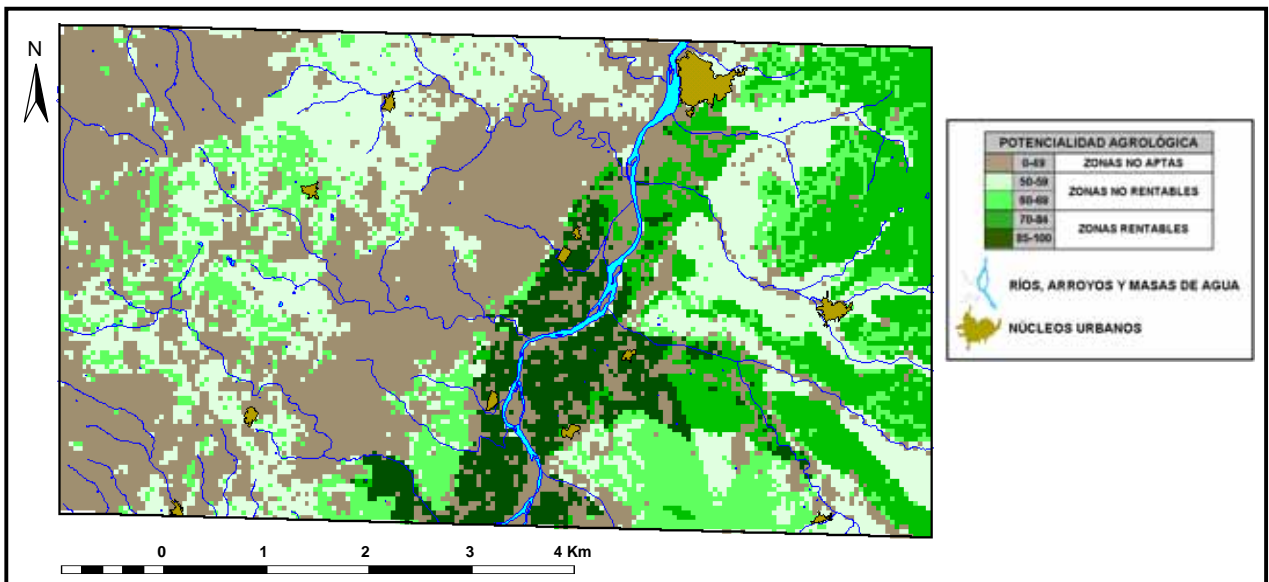 N
POTENCIALIDAD AGROLÓGICA
0-49 ZONAS NO APTAS
50-59
ZONAS NO RENTABLES
60-69
70-84
ZONAS RENTABLES
85-100
RÍOS, ARROYOS Y MASAS DE AGUA
NÚCLEOS URBANOS
0 1 2 3 4 Km